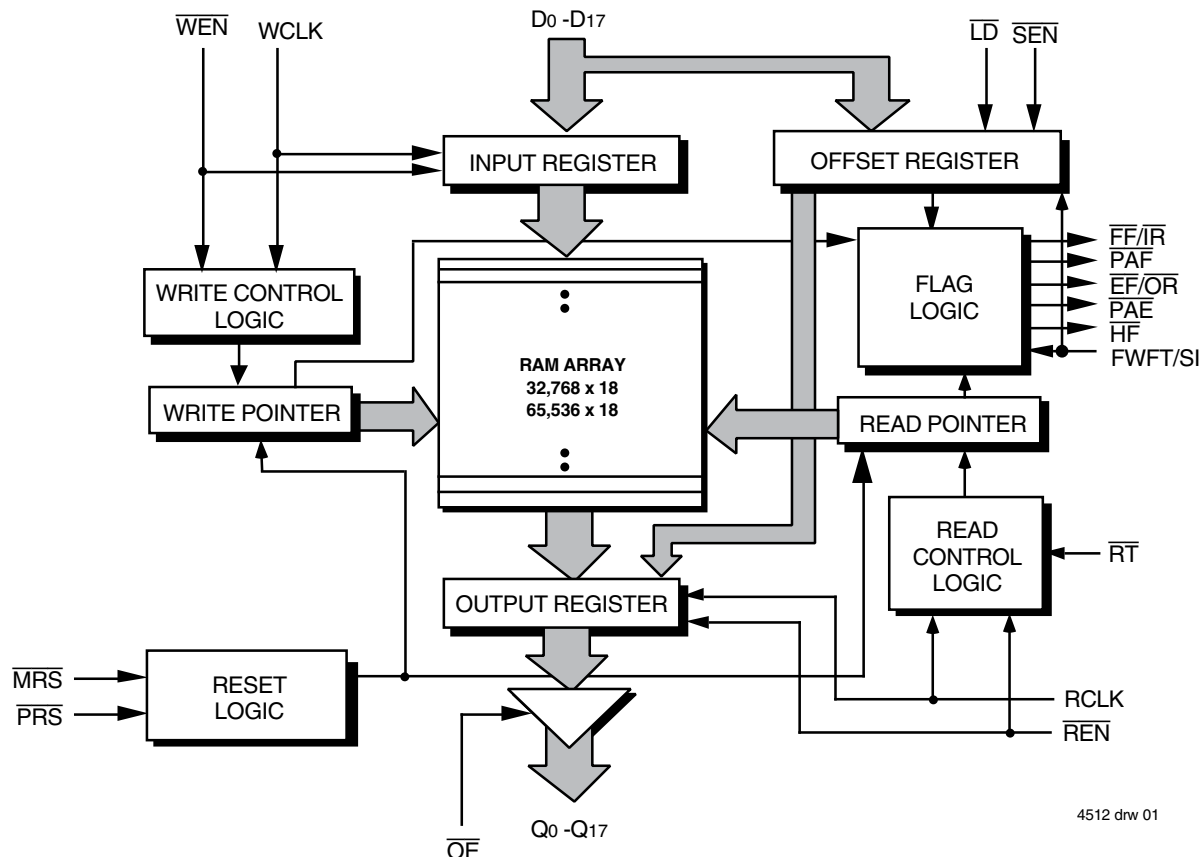 WEN WCLK D0 -D17 LD SEN
INPUT REGISTER
OFFSET REGISTER
WRITE CONTROL
LOGIC
FLAG
LOGIC
FF/IR
PAF
EF/OR
PAE
HF
FWFT/SI
RAM ARRAY
32,768 x 18
65,536 x 18
WRITE POINTER
READ POINTER
READ
CONTROL
LOGIC
RT
OUTPUT REGISTER
MRS
PRS
RESET
LOGIC
RCLK
REN
OE
Q0 -Q17
4512 drw 01